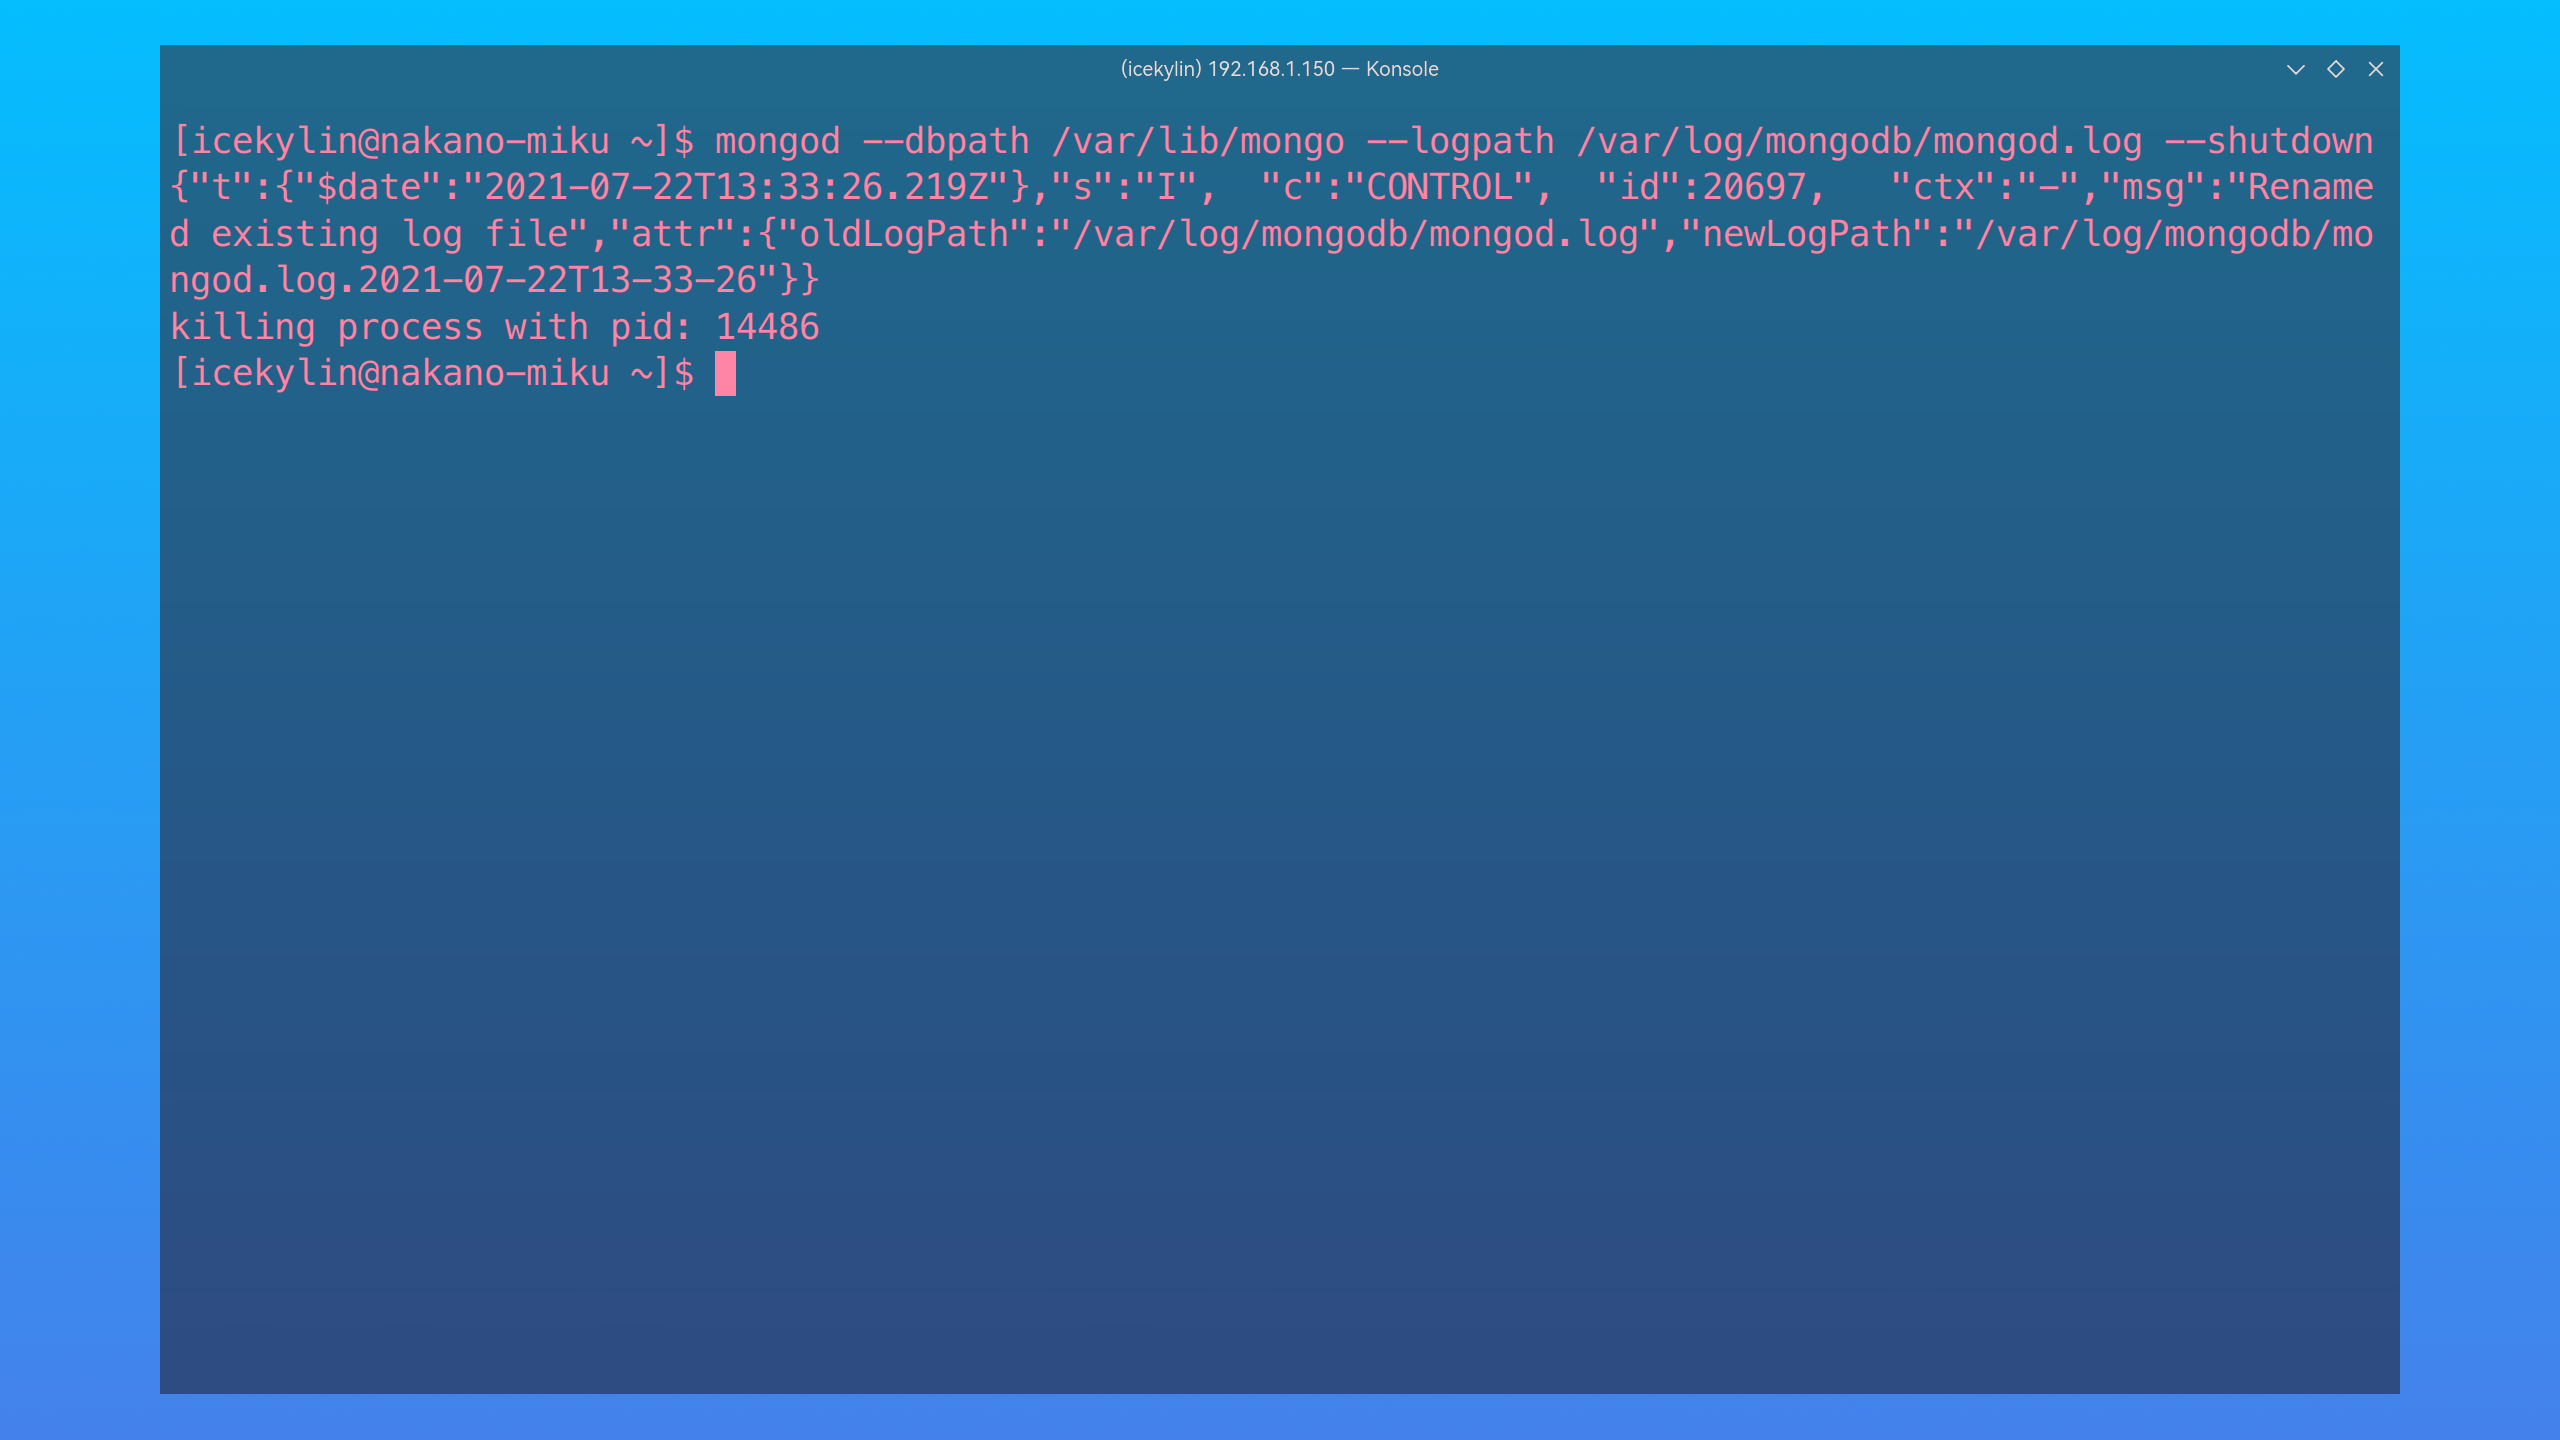 (icekylin) 192.168.1.150 — Konsole
[icekylin@nakano-miku ~]$ mongod --dbpath /var/lib/mongo --logpath /var/log/mongodb/mongod.log --shutdown
{"t":{"$date":"2021-07-22T13:33:26.219Z"},"s":"I",  "c":"CONTROL",  "id":20697,   "ctx":"-","msg":"Rename
d existing log file","attr":{"oldLogPath":"/var/log/mongodb/mongod.log","newLogPath":"/var/log/mongodb/mo
ngod.log.2021-07-22T13-33-26"}}
killing process with pid: 14486
[icekylin@nakano-miku ~]$